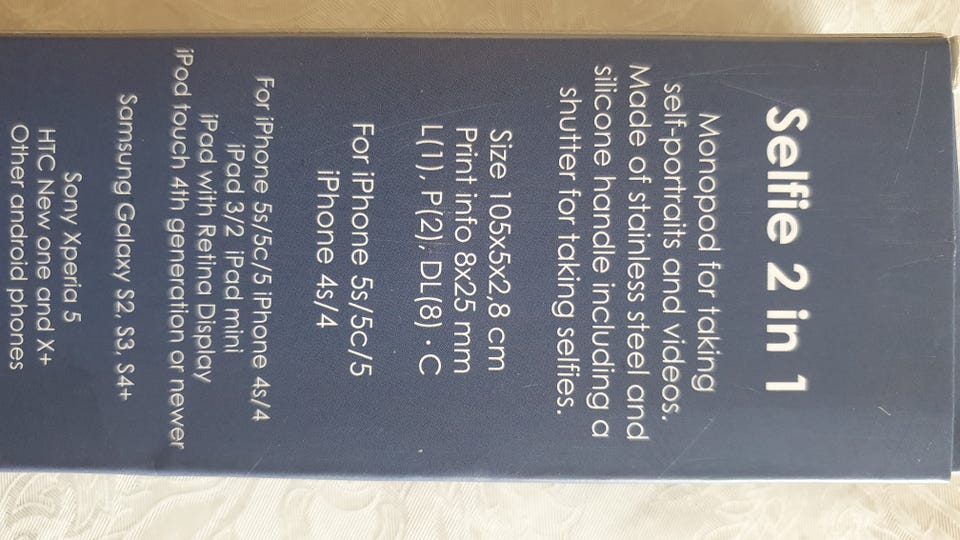 Selfie 2 in 1
Monopod for taking
self-portraits and videos.
Made of stainless steel and
silicone handle including a
shutter for taking selfies.
Size 105x5x2,8 cm
Print info 8x25 mm
L(1), P(2), DL(8) · C
For iPhone 5s/5c/5
iPhone 4s/4
For iPhone 5s/5c/5 iPhone 4s/4
iPad 3/2 iPad mini
iPad with Retina Display
iPod touch 4th generation or newer
Samsung Galaxy S2, S3, S4+
Sony Xperia 5
HTC New one and X+
Other android phones